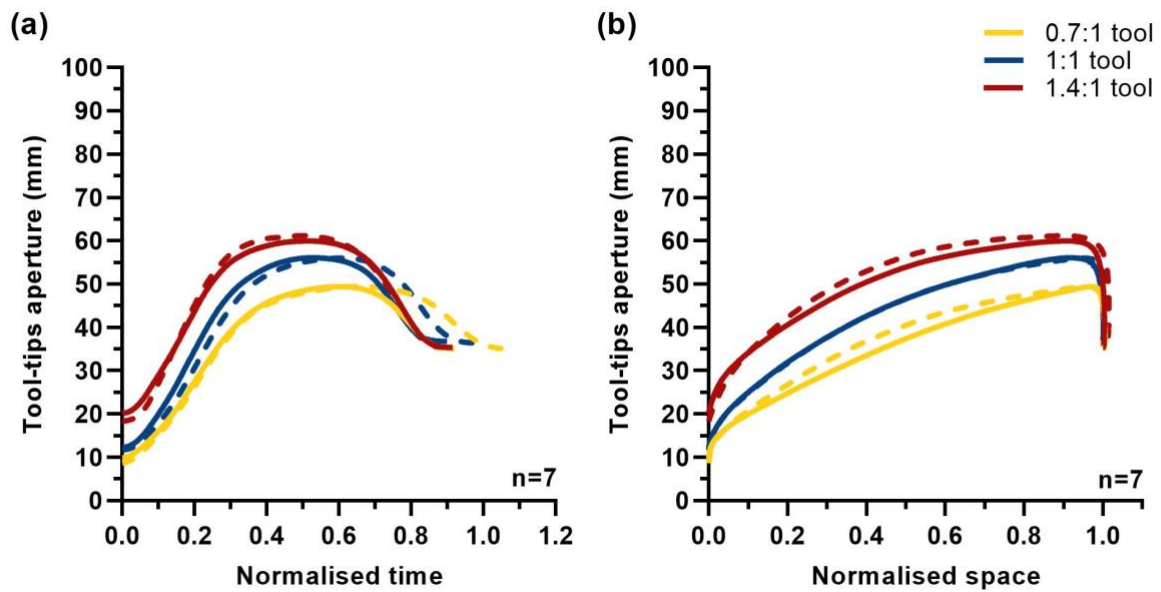 (a)
100
90
80
70
60
50
40
30
20
10
0
Tool-tips aperture (mm)
n=7
0.0 0.2 0.4 0.6 0.8 1.0 1.2
Normalised time
(b)
0.7:1 tool
1:1 tool
1.4:1 tool
100
90
80
70
60
50
40
30
20
10
0
Tool-tips aperture (mm)
n=7
0.0 0.2 0.4 0.6 0.8 1.0
Normalised space